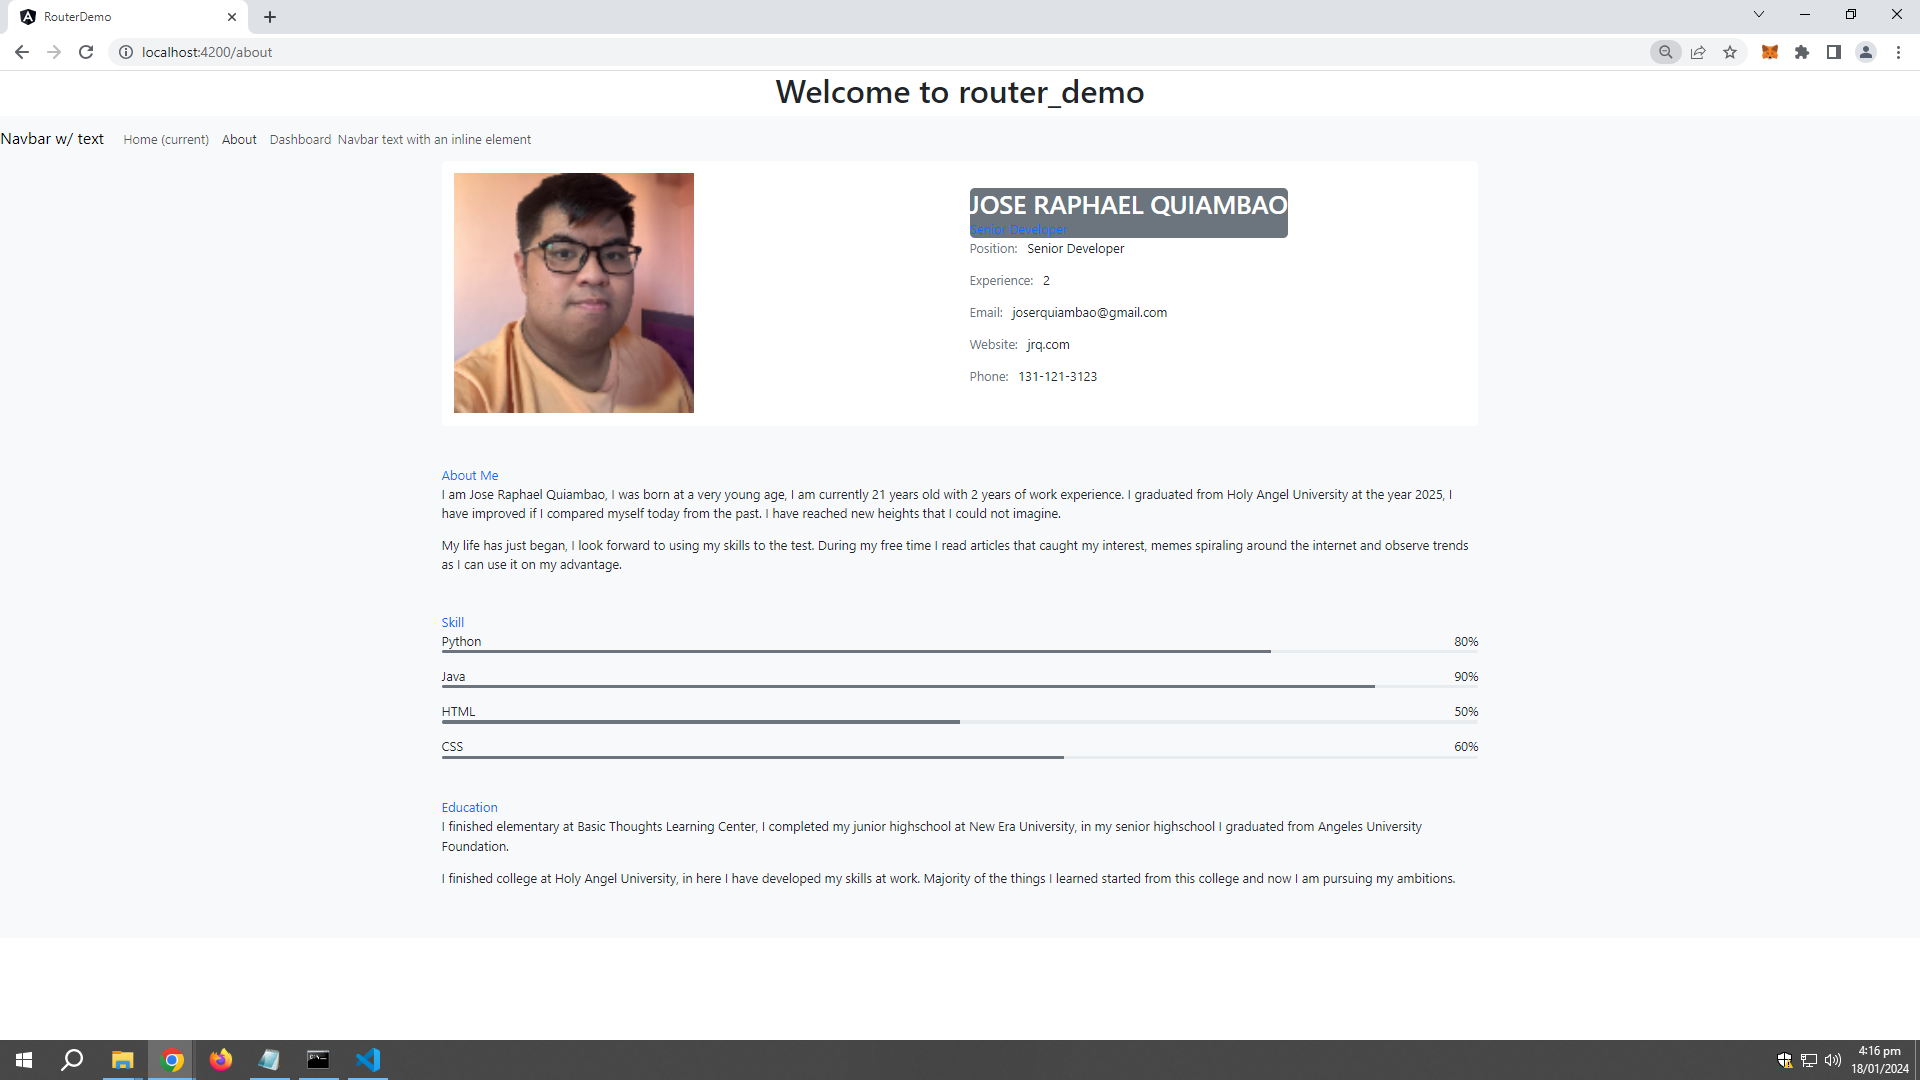 RouterDemo
localhost:4200/about
Welcome to router_demo
Navbar w/ text Home (current) About Dashboard Navbar text with an inline element
JOSE RAPHAEL QUIAMBAO
Senior Developer
Position: Senior Developer
Experience: 2
Email: joserquiambao@gmail.com
Website: jrq.com
Phone: 131-121-3123
About Me
I am Jose Raphael Quiambao, I was born at a very young age, I am currently 21 years old with 2 years of work experience. I graduated from Holy Angel University at the year 2025, I
have improved if I compared myself today from the past. I have reached new heights that I could not imagine.
My life has just began, I look forward to using my skills to the test. During my free time I read articles that caught my interest, memes spiraling around the internet and observe trends
as I can use it on my advantage.
Skill
Python 80%
Java 90%
HTML 50%
CSS 60%
Education
I finished elementary at Basic Thoughts Learning Center, I completed my junior highschool at New Era University, in my senior highschool I graduated from Angeles University
Foundation.
I finished college at Holy Angel University, in here I have developed my skills at work. Majority of the things I learned started from this college and now I am pursuing my ambitions.
4:16 pm
18/01/2024